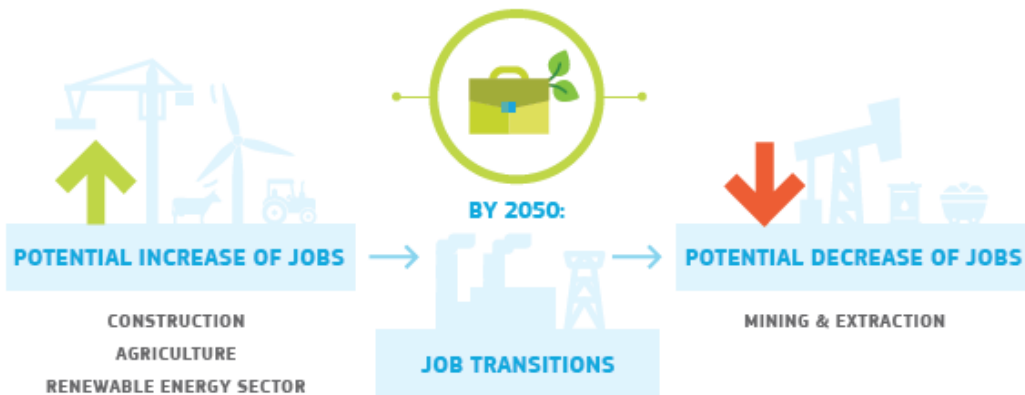 BY 2050:
POTENTIAL INCREASE OF JOBS
CONSTRUCTION
AGRICULTURE
RENEWABLE ENERGY SECTOR
JOB TRANSITIONS
POTENTIAL DECREASE OF JOBS
MINING & EXTRACTION